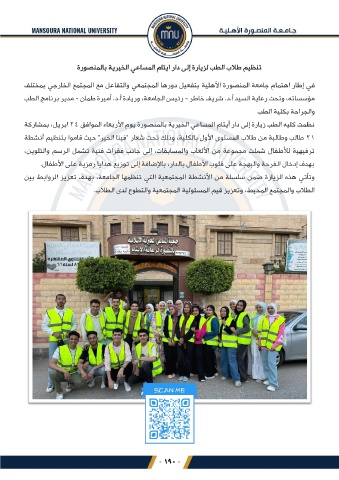 MANSOURA NATIONAL UNIVERSITY
جامعة المنصورة الأهلية
تنظيم طلاب الطب لزيارة إلى دار أيتام المساعي الخيرية بالمنصورة
في إطار اهتمام جامعة المنصورة الأهلية بتفعيل دورها المجتمعي والتفاعل مع المجتمع الخارجي بمختلف
مؤسساته، وتحت رعاية السيد أ.د. شريف خاطر - رئيس الجامعة، وريادة أ.د. أميرة طمان - مدير برنامج الطب
والجراحة بكلية الطب
نظمت كلية الطب زيارة إلى دار أيتام المساعي الخيرية بالمنصورة يوم الأربعاء الموافق ٢٤ ابريل، بمشاركة
٢١ طالب وطالبة من طلاب المستوى الأول بالكلية، وذلك تحت شعار "فينا الخير" حيث قاموا بتنظيم أنشطة
ترفيهية للأطفال شملت مجموعة من الألعاب والمسابقات، إلى جانب فقرات فنية تشمل الرسم والتلوين،
بهدف إدخال الفرحة والبهجة على قلوب الأطفال بالدار، بالإضافة إلى توزيع هدايا رمزية على الأطفال.
وتأتي هذه الزيارة ضمن سلسلة من الأنشطة المجتمعية التي تنظمها الجامعة، بهدف تعزيز الروابط بين
الطلاب والمجتمع المحيط، وتعزيز قيم المسئولية المجتمعية والتطوع لدى الطلاب.
SCAN ME
- ١٩٠ -